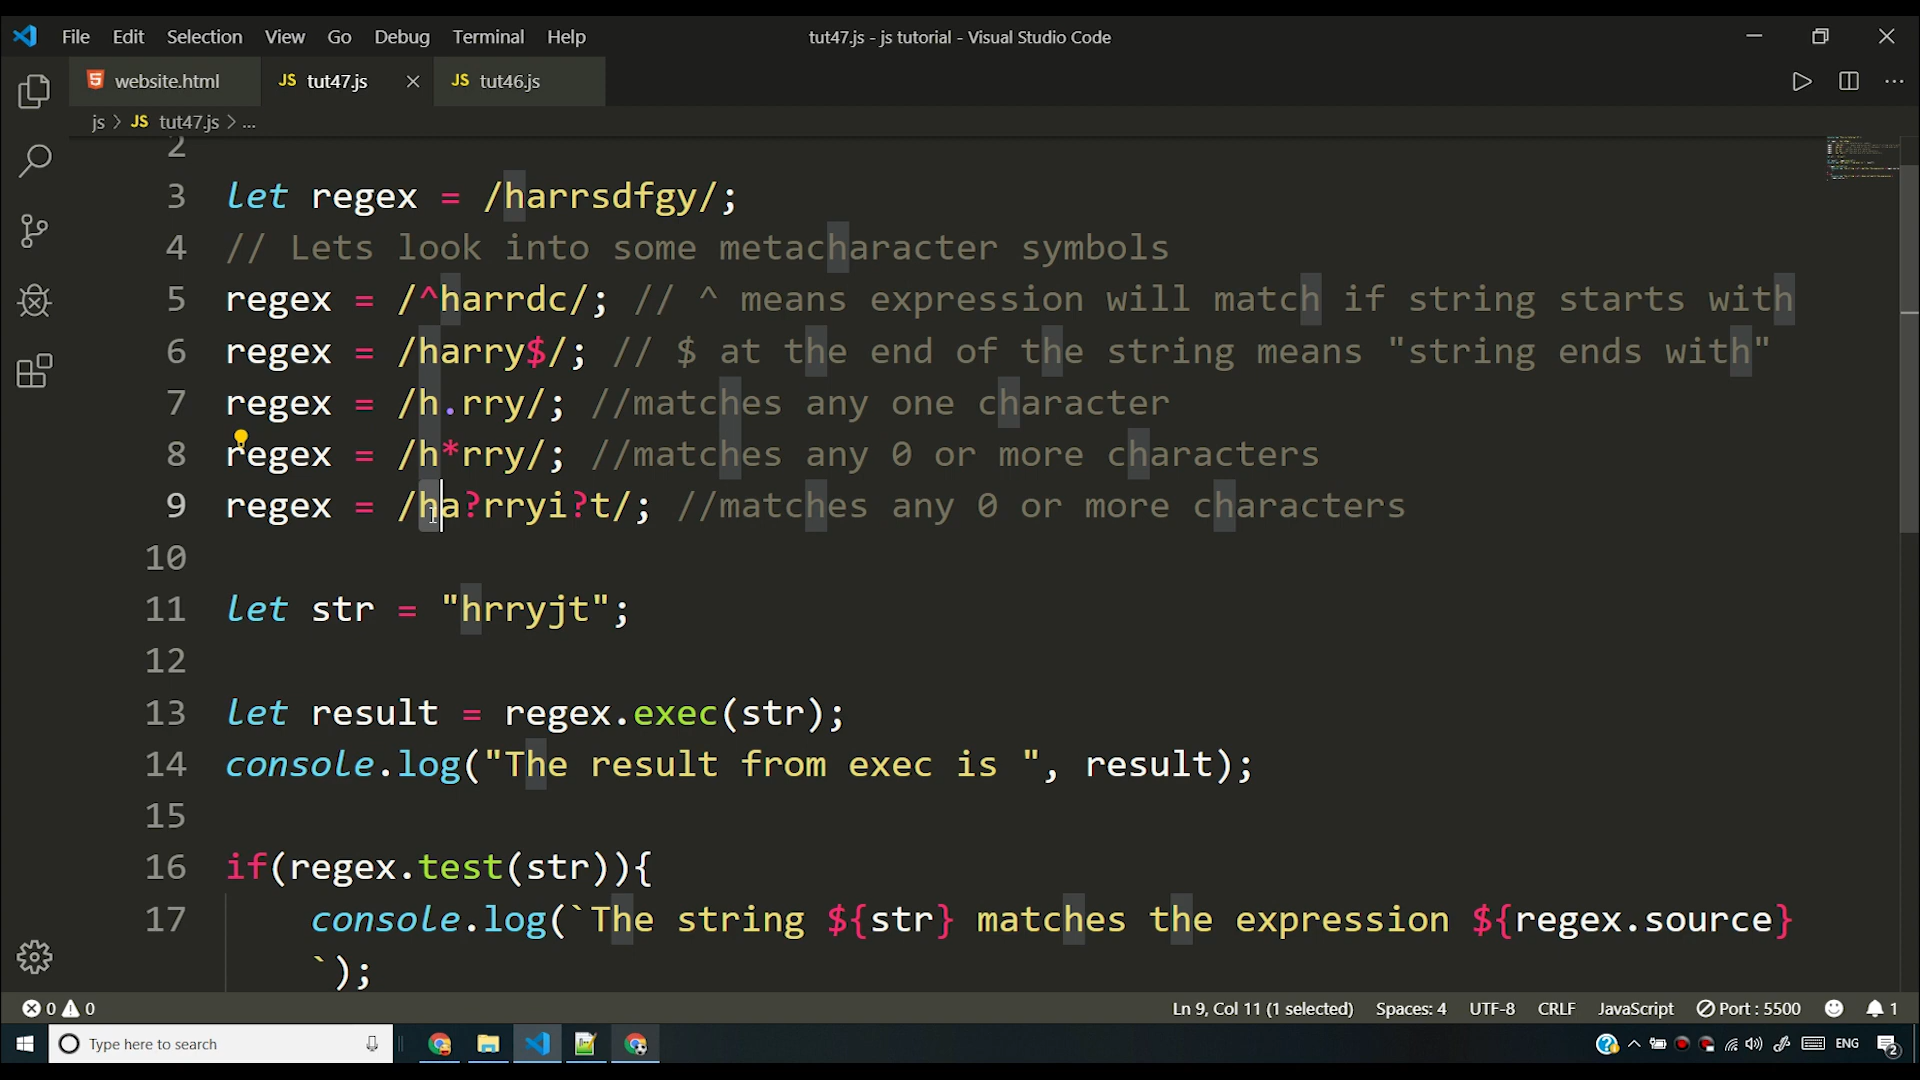 File Edit Selection View Go Debug Terminal Help
tut47.js - js tutorial - Visual Studio Code
website.html JS tut47.js JS tut46.js
js > JS tut47.js > ...
2
3 let regex = /harrsdfgy/;
4 // Lets look into some metacharacter symbols
5 regex = /^harrdc/; // ^ means expression will match if string starts with
6 regex = /harry$/; // $ at the end of the string means "string ends with"
7 regex = /h.rry/; //matches any one character
8 regex = /h*rry/; //matches any 0 or more characters
9 regex = /ha?rryi?t/; //matches any 0 or more characters
10
11 let str = "hrryjt";
12
13 let result = regex.exec(str);
14 console.log("The result from exec is ", result);
15
16 if(regex.test(str)){
17 console.log(`The string ${str} matches the expression ${regex.source}
`);
0 0 Ln 9, Col 11 (1 selected) Spaces: 4 UTF-8 CRLF JavaScript Port : 5500 1
Type here to search ENG 2